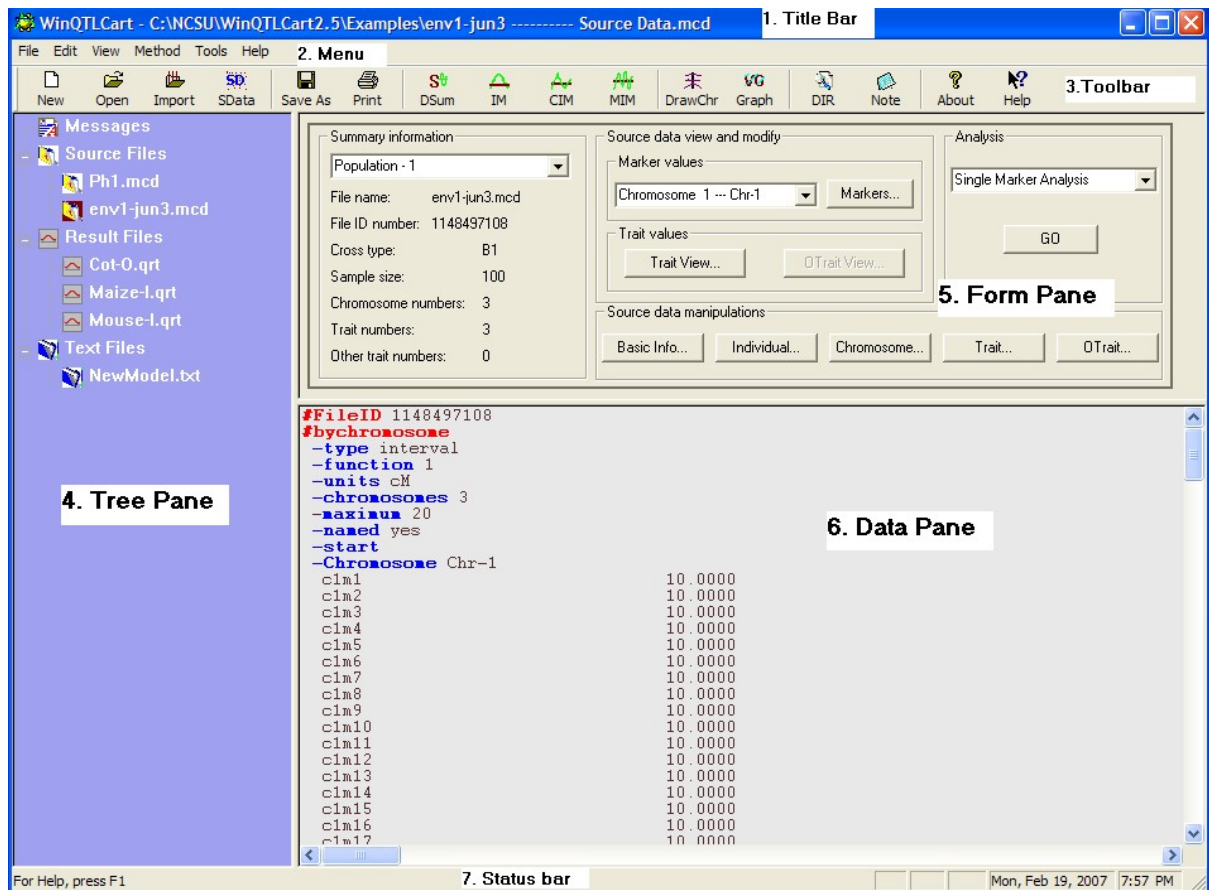 WinQTLCart - C:\NCSU\WinQTLCart2.5\Examples\env1-jun3 ---------- Source Data.mcd
1. Title Bar
File Edit View Method Tools Help
2. Menu
New Open Import SData Save As Print DSum IM CIM MIM DrawChr Graph DIR Note About Help
3.Toolbar
Messages
Source Files
Ph1.mcd
env1-jun3.mcd
Result Files
Cot-O.qrt
Maize-I.qrt
Mouse-I.qrt
Text Files
NewModel.txt
4. Tree Pane
Summary information
Population - 1
File name: env1-jun3.mcd
File ID number: 1148497108
Cross type: B1
Sample size: 100
Chromosome numbers: 3
Trait numbers: 3
Other trait numbers: 0
Source data view and modify
Marker values
Chromosome 1 --- Chr-1
Markers...
Trait values
Trait View... OTrait View...
Analysis
Single Marker Analysis
GO
5. Form Pane
Source data manipulations
Basic Info... Individual... Chromosome... Trait... OTrait...
#FileID 1148497108
#bychromosome
-type interval
-function 1
-units cM
-chromosomes 3
-maximum 20
-named yes
-start
-Chromosome Chr-1
c1m1 10.0000
c1m2 10.0000
c1m3 10.0000
c1m4 10.0000
c1m5 10.0000
c1m6 10.0000
c1m7 10.0000
c1m8 10.0000
c1m9 10.0000
c1m10 10.0000
c1m11 10.0000
c1m12 10.0000
c1m13 10.0000
c1m14 10.0000
c1m15 10.0000
c1m16 10.0000
c1m17 10.0000
6. Data Pane
For Help, press F1
7. Status bar
Mon, Feb 19, 2007 7:57 PM